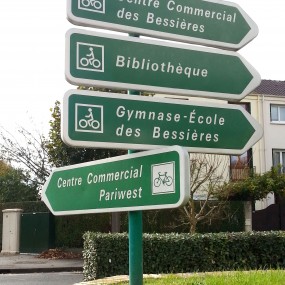 Centre Commercial
des Bessières
Bibliothèque
Gymnase-École
des Bessières
Centre Commercial
Pariwest